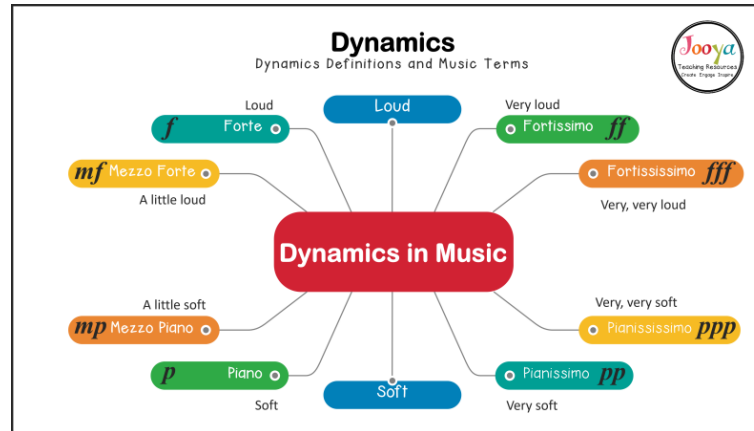 Dynamics
Dynamics Definitions and Music Terms
Jooya
Teaching Resources
Create Engage Inspire
Loud
f Forte
Loud
Very loud
Fortissimo ff
mf Mezzo Forte
A little loud
Fortississimo fff
Very, very loud
Dynamics in Music
A little soft
mp Mezzo Piano
Very, very soft
Pianississimo ppp
p Piano
Soft
Soft
Pianissimo pp
Very soft